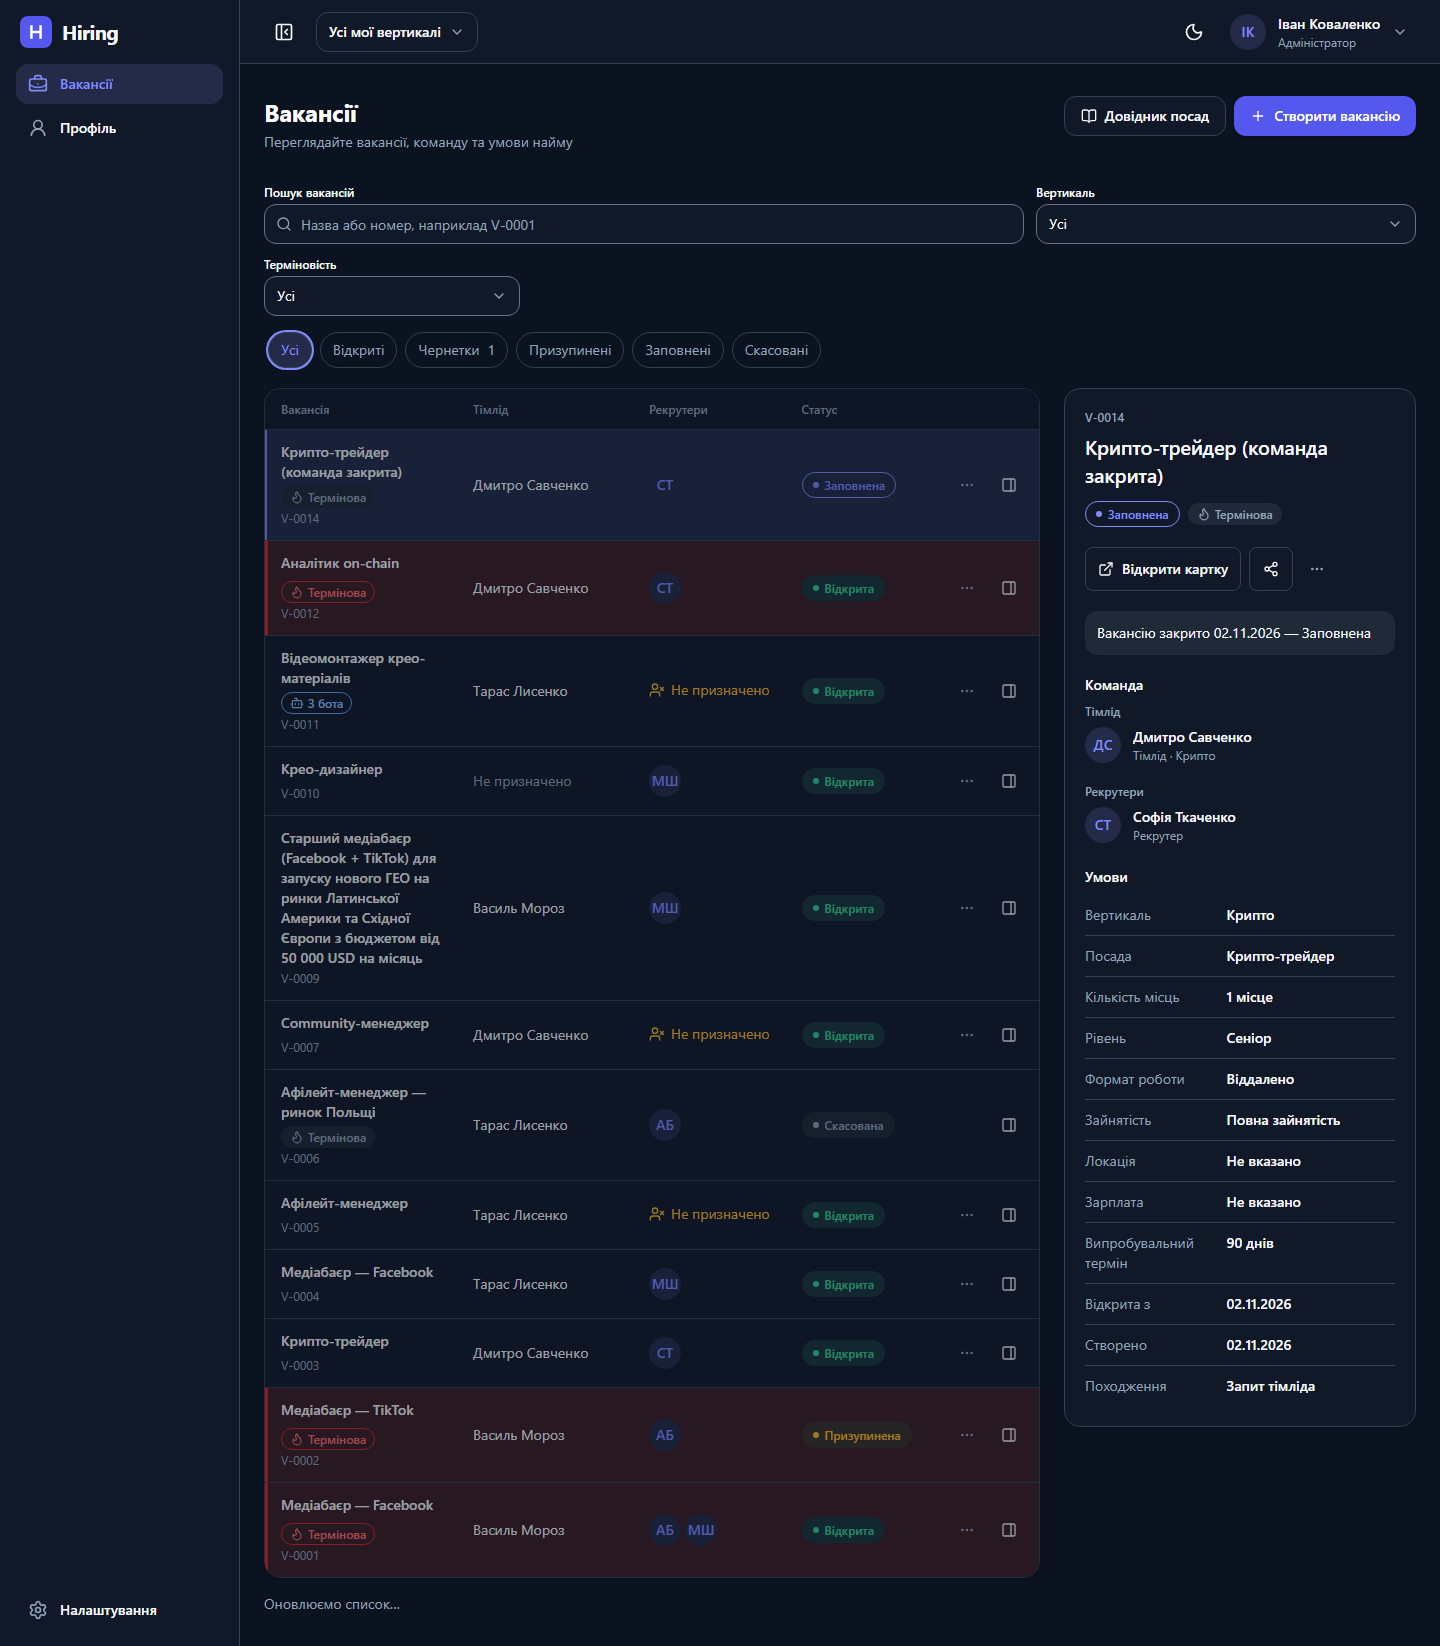 H Hiring
Вакансії
Профіль
Налаштування
Усі мої вертикалі
ІК
Іван Коваленко
Адміністратор
Вакансії
Переглядайте вакансії, команду та умови найму
Довідник посад
Створити вакансію
Пошук вакансій
Назва або номер, наприклад V-0001
Вертикаль
Усі
Терміновість
Усі
Усі
Відкриті
Чернетки 1
Призупинені
Заповнені
Скасовані
Вакансія Тімлід Рекрутери Статус
Крипто-трейдер
(команда закрита)
Термінова
V-0014
Дмитро Савченко
СТ
Заповнена
Аналітик on-chain
Термінова
V-0012
Дмитро Савченко
СТ
Відкрита
Відеомонтажер крео-
матеріалів
З бота
V-0011
Тарас Лисенко
Не призначено
Відкрита
Крео-дизайнер
V-0010
Не призначено
МШ
Відкрита
Старший медіабаєр
(Facebook + TikTok) для
запуску нового ГЕО на
ринки Латинської
Америки та Східної
Європи з бюджетом від
50 000 USD на місяць
V-0009
Василь Мороз
МШ
Відкрита
Community-менеджер
V-0007
Дмитро Савченко
Не призначено
Відкрита
Афілейт-менеджер —
ринок Польщі
Термінова
V-0006
Тарас Лисенко
АБ
Скасована
Афілейт-менеджер
V-0005
Тарас Лисенко
Не призначено
Відкрита
Медіабаєр — Facebook
V-0004
Тарас Лисенко
МШ
Відкрита
Крипто-трейдер
V-0003
Дмитро Савченко
СТ
Відкрита
Медіабаєр — TikTok
Термінова
V-0002
Василь Мороз
АБ
Призупинена
Медіабаєр — Facebook
Термінова
V-0001
Василь Мороз
АБ МШ
Відкрита
Оновлюємо список...
V-0014
Крипто-трейдер (команда
закрита)
Заповнена
Термінова
Відкрити картку
Вакансію закрито 02.11.2026 — Заповнена
Команда
Тімлід
ДС
Дмитро Савченко
Тімлід · Крипто
Рекрутери
СТ
Софія Ткаченко
Рекрутер
Умови
Вертикаль Крипто
Посада Крипто-трейдер
Кількість місць 1 місце
Рівень Сеніор
Формат роботи Віддалено
Зайнятість Повна зайнятість
Локація Не вказано
Зарплата Не вказано
Випробувальний
термін 90 днів
Відкрита з 02.11.2026
Створено 02.11.2026
Походження Запит тімліда